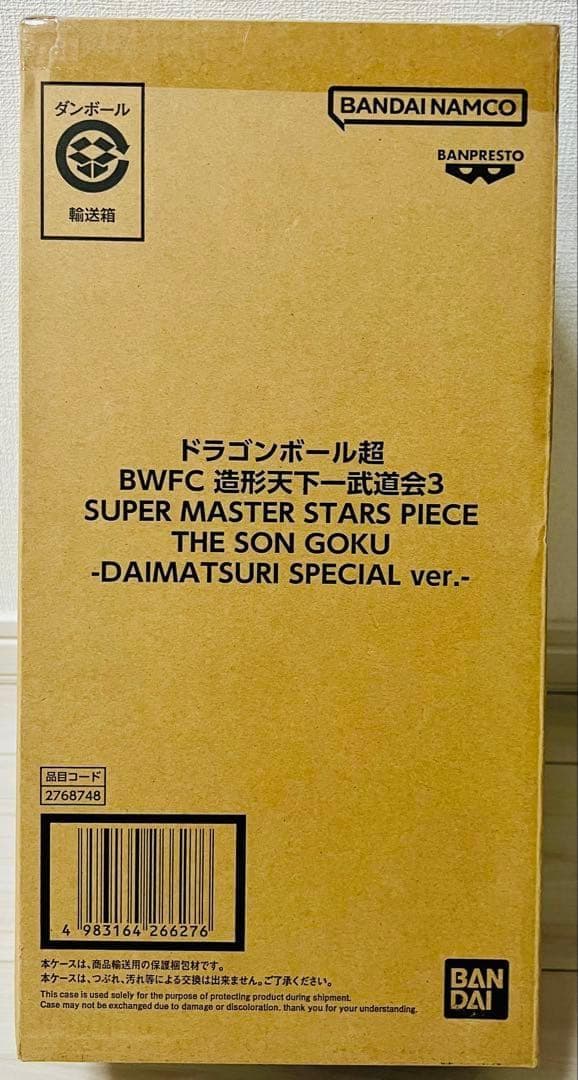 ダンボール
輸送箱
BANDAI NAMCO
BANPRESTO
ドラゴンボール超
BWFC 造形天下一武道会3
SUPER MASTER STARS PIECE
THE SON GOKU
-DAIMATSURI SPECIAL ver.-
品目コード
2768748
4 983164 266276
本ケースは、商品輸送用の保護梱包材です。
本ケースは、つぶれ、汚れ等による交換は出来ません。ご了承ください。
This case is used solely for the purpose of protecting product during shipment.
Case may not be exchanged due to damage or discoloration. thank you for your understanding.
BAN
DAI